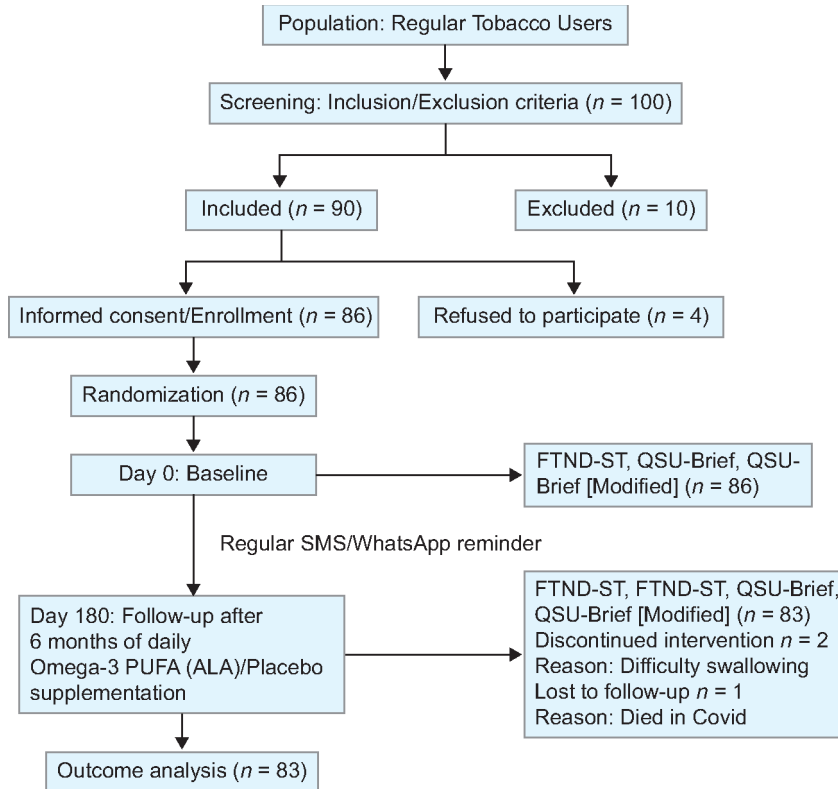 Population: Regular Tobacco Users
Screening: Inclusion/Exclusion criteria (n = 100)
Included (n = 90)
Excluded (n = 10)
Informed consent/Enrollment (n = 86)
Refused to participate (n = 4)
Randomization (n = 86)
Day 0: Baseline
FTND-ST, QSU-Brief, QSU-
Brief [Modified] (n = 86)
Regular SMS/WhatsApp reminder
Day 180: Follow-up after
6 months of daily
Omega-3 PUFA (ALA)/Placebo
supplementation
FTND-ST, FTND-ST, QSU-Brief,
QSU-Brief [Modified] (n = 83)
Discontinued intervention n = 2
Reason: Difficulty swallowing
Lost to follow-up n = 1
Reason: Died in Covid
Outcome analysis (n = 83)